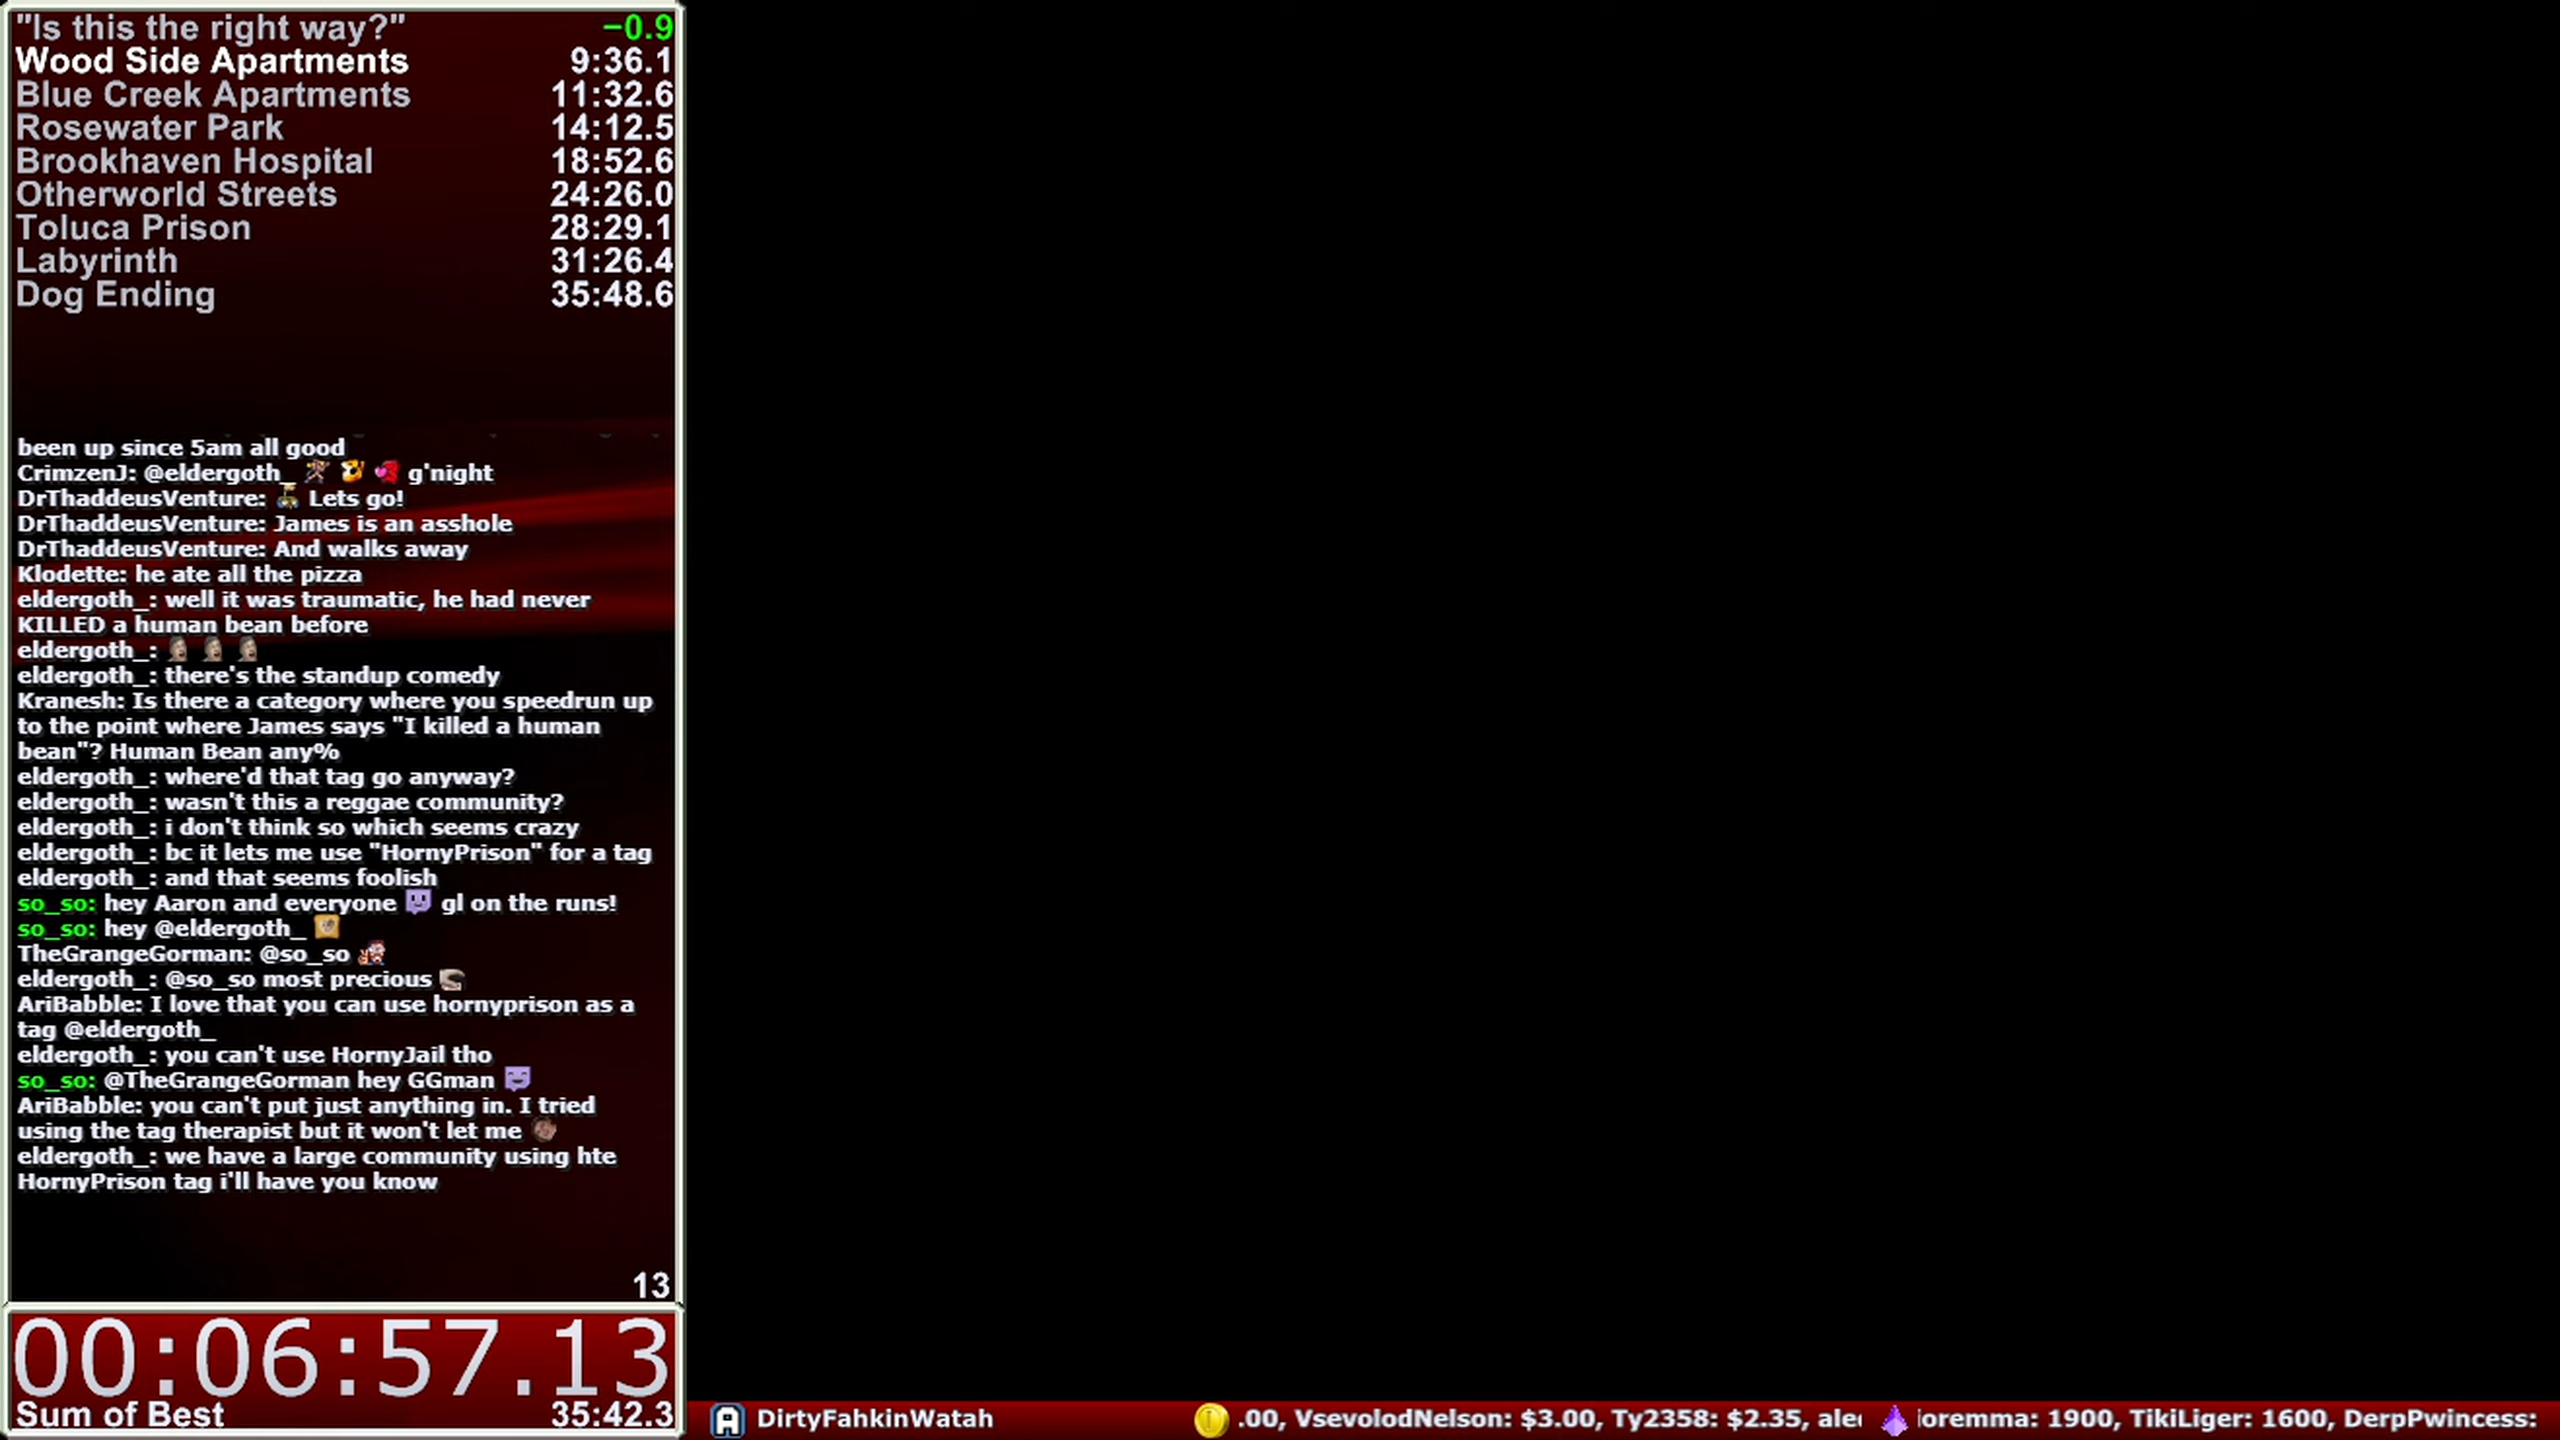 "Is this the right way?" −0.9
Wood Side Apartments 9:36.1
Blue Creek Apartments 11:32.6
Rosewater Park 14:12.5
Brookhaven Hospital 18:52.6
Otherworld Streets 24:26.0
Toluca Prison 28:29.1
Labyrinth 31:26.4
Dog Ending 35:48.6
been up since 5am all good
CrimzenJ: @eldergoth_ g'night
DrThaddeusVenture: Lets go!
DrThaddeusVenture: James is an asshole
DrThaddeusVenture: And walks away
Klodette: he ate all the pizza
eldergoth_: well it was traumatic, he had never
KILLED a human bean before
eldergoth_:
eldergoth_: there's the standup comedy
Kranesh: Is there a category where you speedrun up
to the point where James says "I killed a human
bean"? Human Bean any%
eldergoth_: where'd that tag go anyway?
eldergoth_: wasn't this a reggae community?
eldergoth_: i don't think so which seems crazy
eldergoth_: bc it lets me use "HornyPrison" for a tag
eldergoth_: and that seems foolish
so_so: hey Aaron and everyone gl on the runs!
so_so: hey @eldergoth_
TheGrangeGorman: @so_so
eldergoth_: @so_so most precious
AriBabble: I love that you can use hornyprison as a
tag @eldergoth_
eldergoth_: you can't use HornyJail tho
so_so: @TheGrangeGorman hey GGman
AriBabble: you can't put just anything in. I tried
using the tag therapist but it won't let me
eldergoth_: we have a large community using hte
HornyPrison tag i'll have you know
13
00:06:57.13
Sum of Best 35:42.3
DirtyFahkinWatah
.00, VsevolodNelson: $3.00, Ty2358: $2.35,
oremma: 1900, TikiLiger: 1600, DerpPwincess: